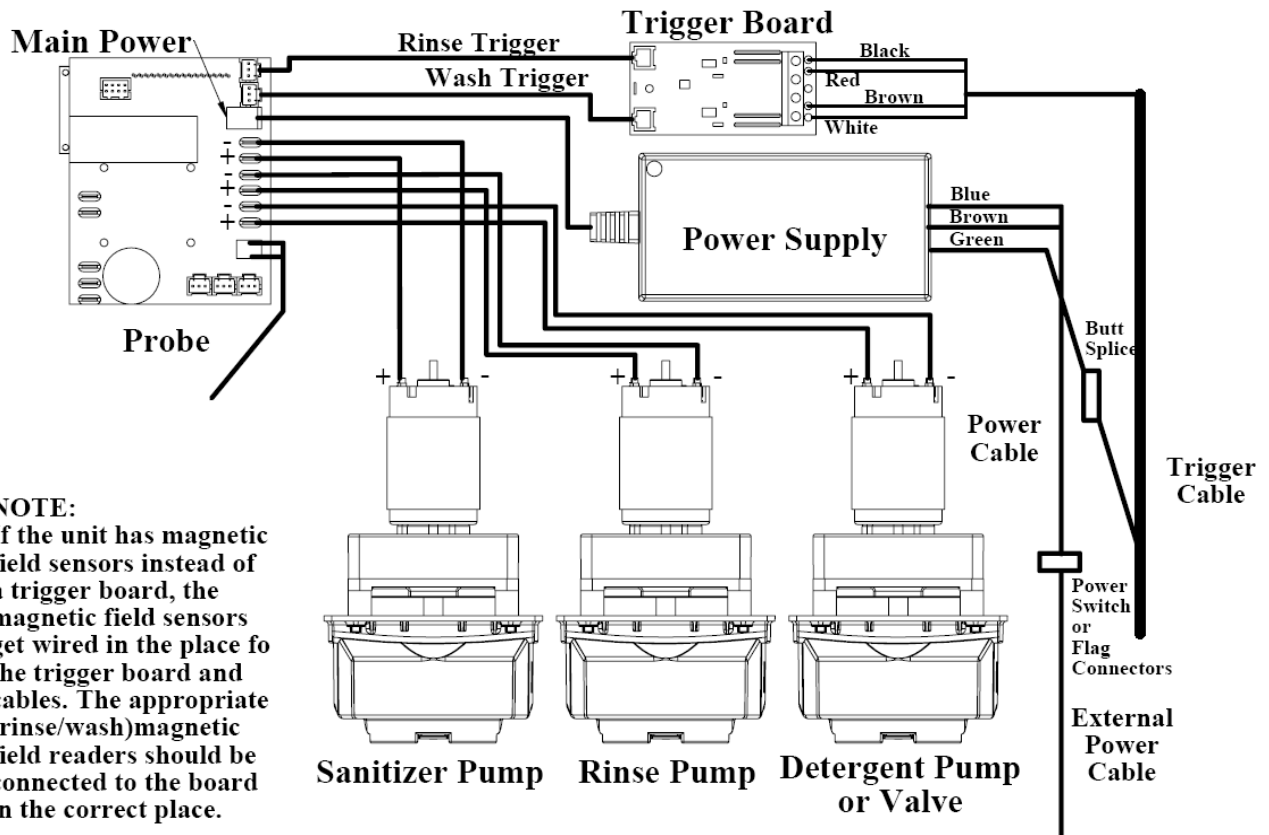 Main Power
Rinse Trigger
Wash Trigger
Trigger Board
Black
Red
Brown
White
-
+
-
+
-
+
Power Supply
Blue
Brown
Green
Probe
Butt
Splice
+ -
+ -
+ -
Power
Cable
Trigger
Cable
Power
Switch
or
Flag
Connectors
External
Power
Cable
NOTE:
f the unit has magnetic
field sensors instead of
a trigger board, the
magnetic field sensors
get wired in the place fo
the trigger board and
cables. The appropriate
rinse/wash)magnetic
field readers should be
connected to the board
n the correct place.
Sanitizer Pump
Rinse Pump
Detergent Pump
or Valve